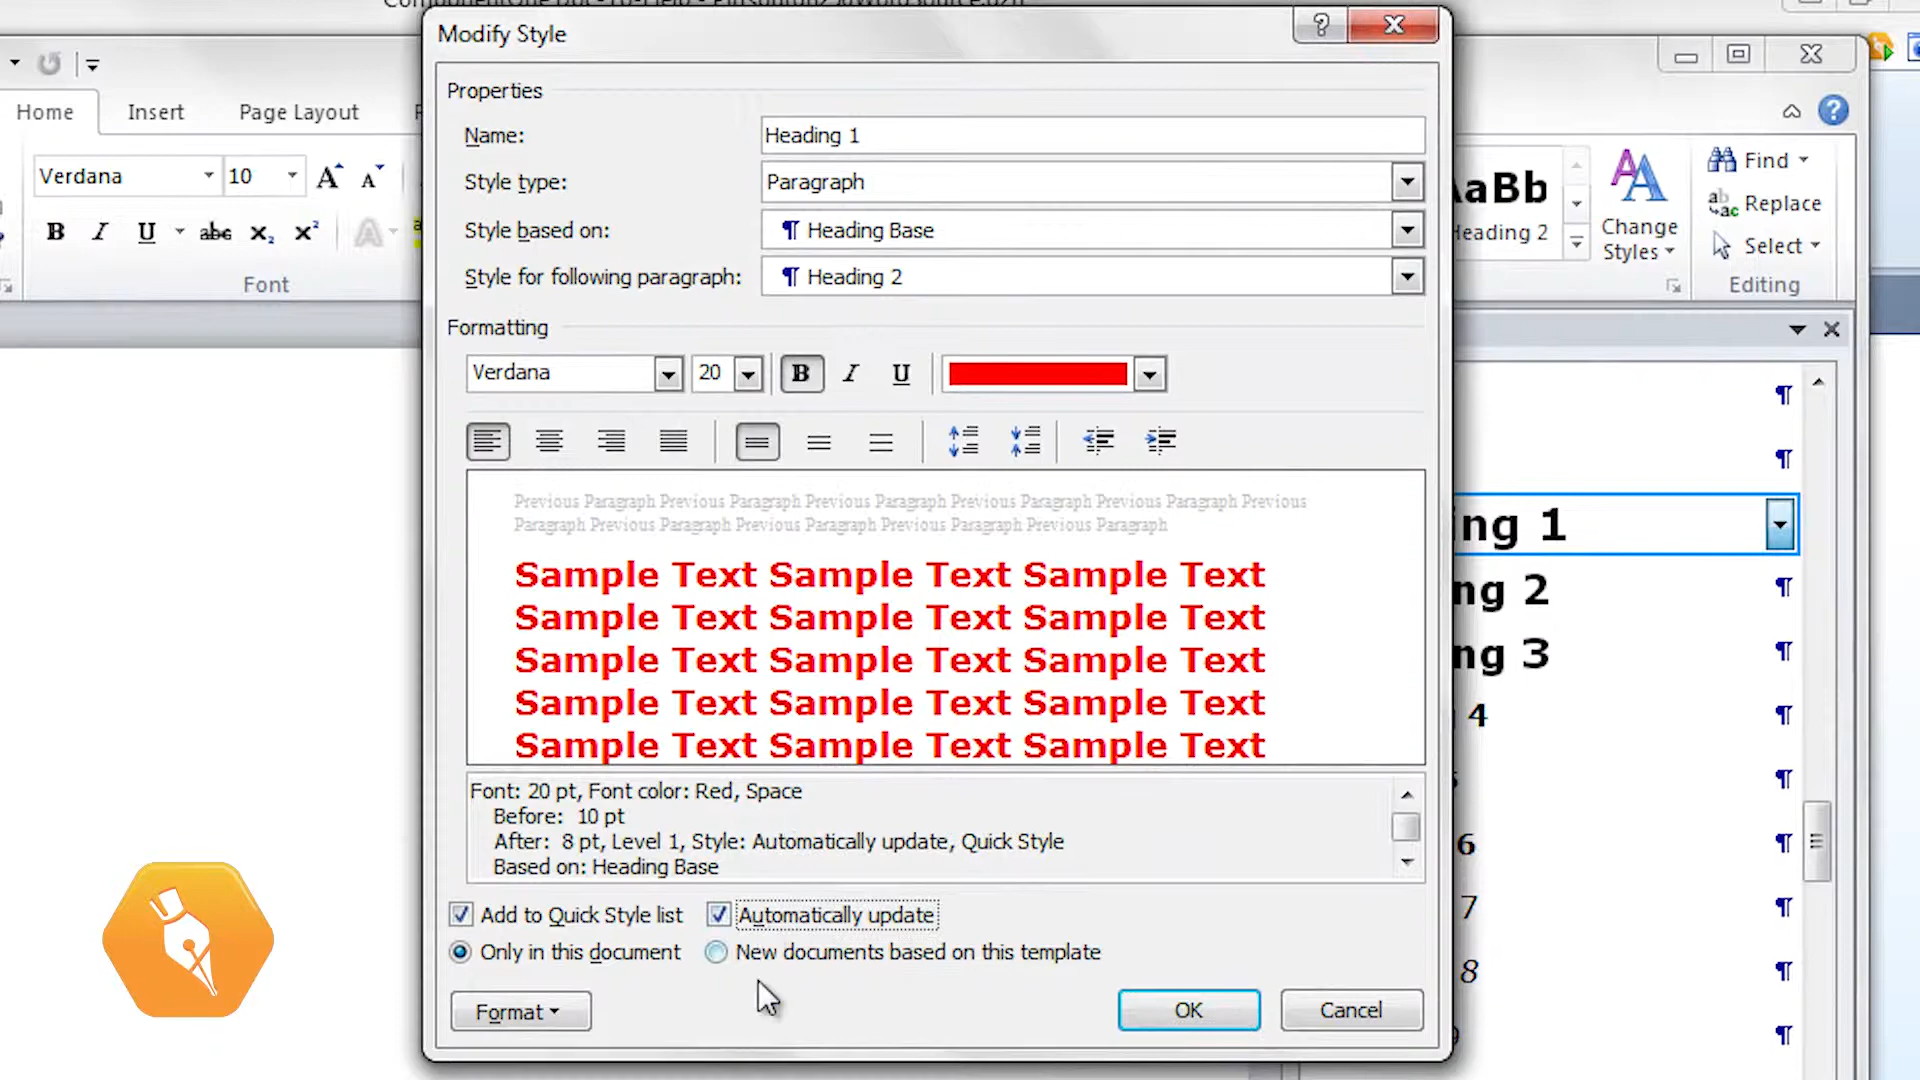 Modify Style
Home
Insert
Page Layout
Verdana
10
B I U abc X₂ X²
Font
Properties
Name:
Heading 1
Style type:
Paragraph
Style based on:
¶ Heading Base
Style for following paragraph:
¶ Heading 2
Formatting
Verdana
20
B I U
Previous Paragraph Previous Paragraph Previous Paragraph Previous Paragraph Previous Paragraph Previous
Paragraph Previous Paragraph Previous Paragraph Previous Paragraph Previous Paragraph
Sample Text Sample Text Sample Text
Sample Text Sample Text Sample Text
Sample Text Sample Text Sample Text
Sample Text Sample Text Sample Text
Sample Text Sample Text Sample Text
Font: 20 pt, Font color: Red, Space
Before: 10 pt
After: 8 pt, Level 1, Style: Automatically update, Quick Style
Based on: Heading Base
Add to Quick Style list
Automatically update
Only in this document
New documents based on this template
Format
OK
Cancel
AaBb
Heading 2
Change
Styles
Find
Replace
Select
Editing
¶
¶
ing 1
ng 2 ¶
ng 3 ¶
4 ¶
¶
6 ¶
7 ¶
8 ¶
¶